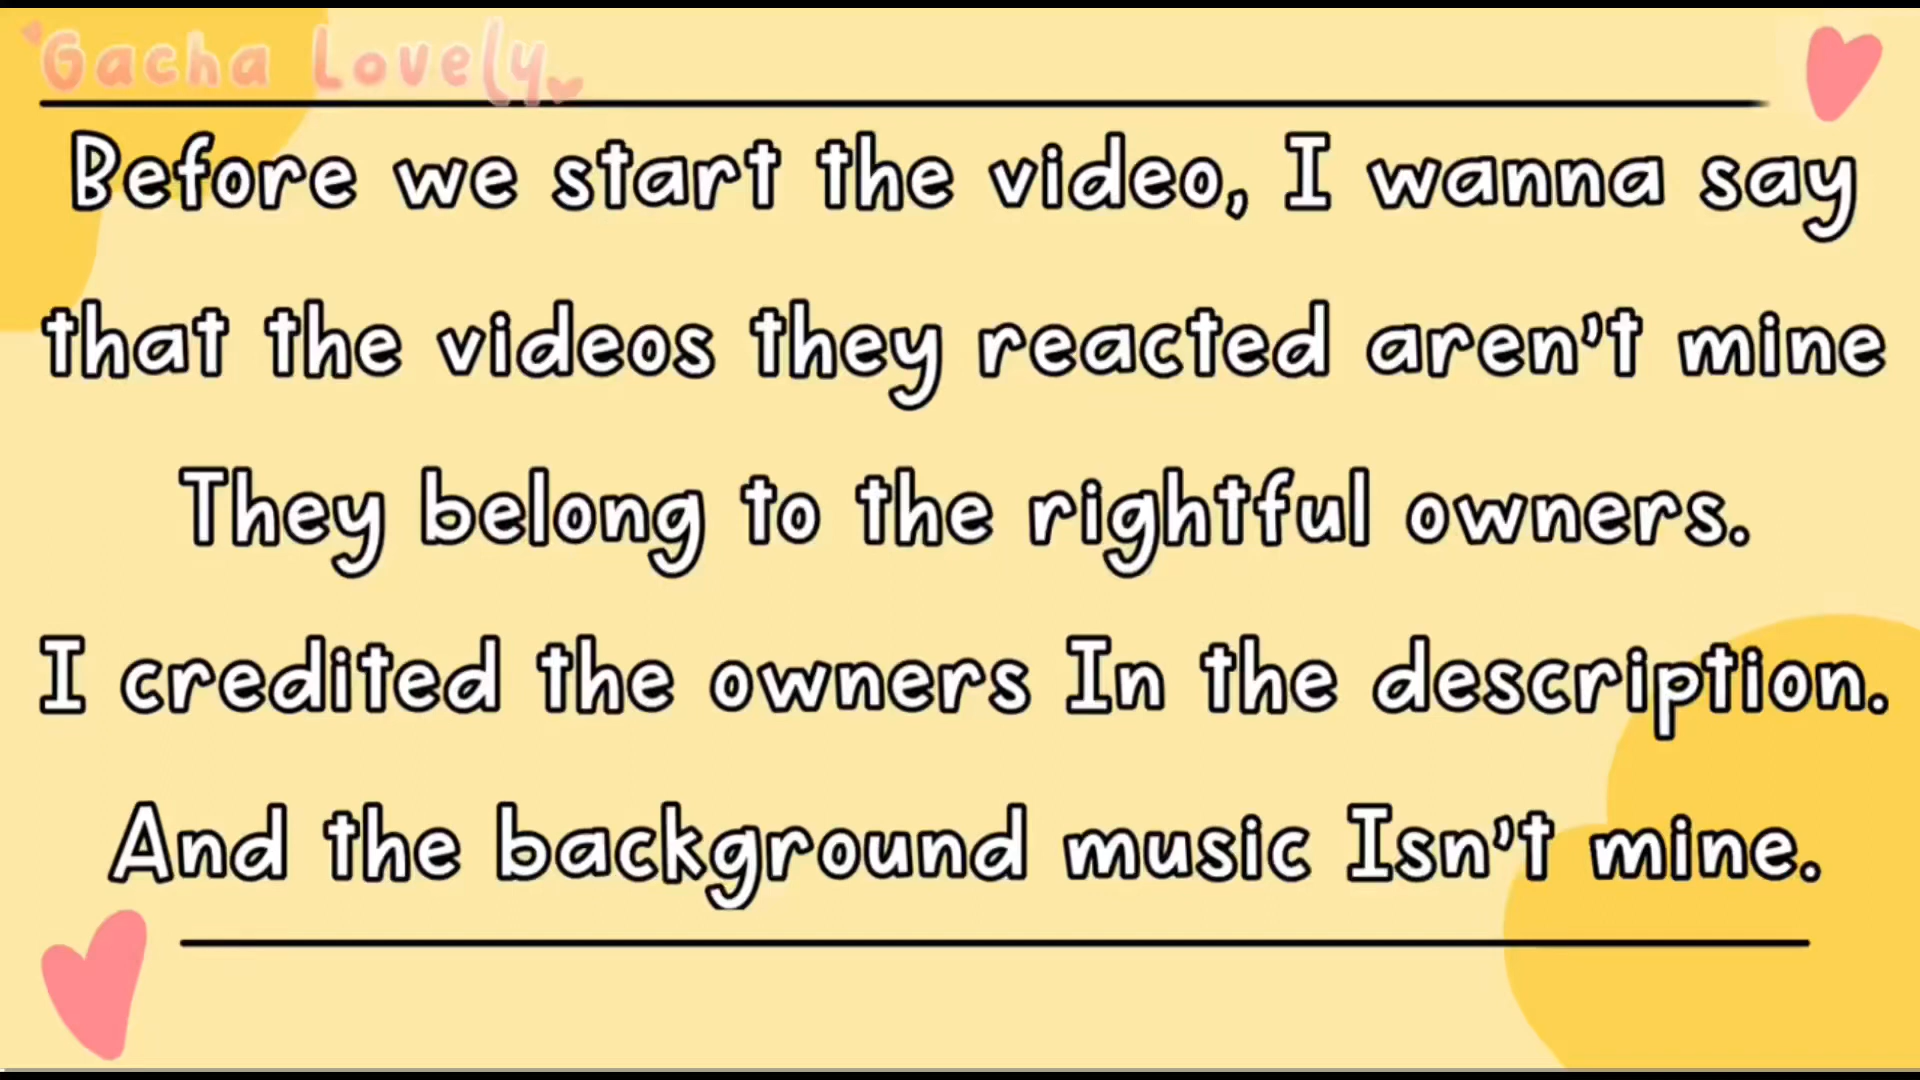 Gacha Lovely
Before we start the video, I wanna say
that the videos they reacted aren't mine
They belong to the rightful owners.
I credited the owners In the description.
And the background music Isn't mine.